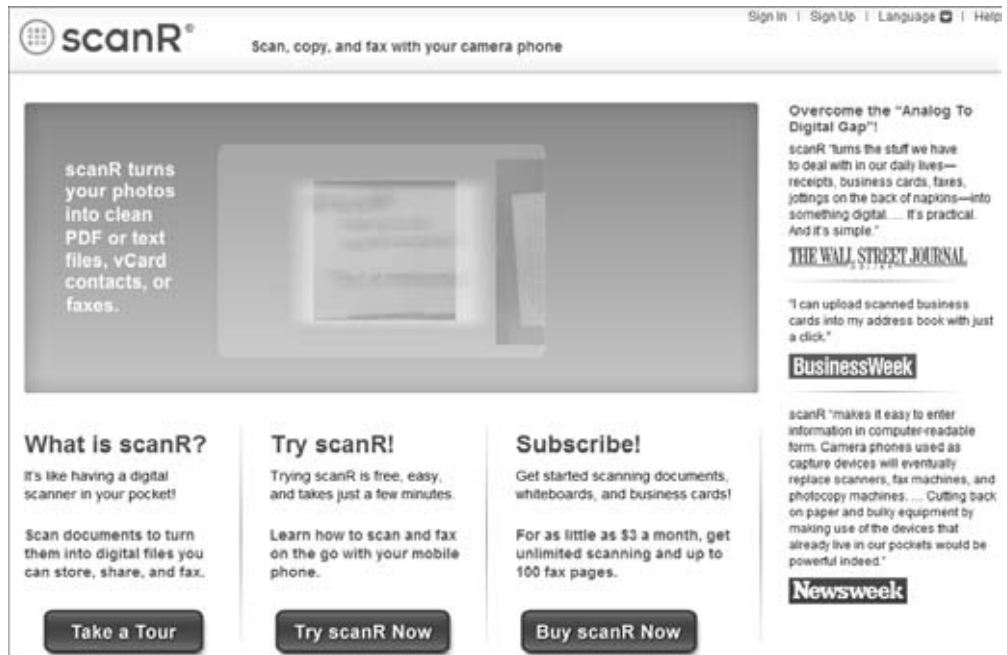 Sign In | Sign Up | Language | Help
scanR®
Scan, copy, and fax with your camera phone
scanR turns
your photos
into clean
PDF or text
files, vCard
contacts, or
faxes.
What is scanR?
It's like having a digital
scanner in your pocket!
Scan documents to turn
them into digital files you
can store, share, and fax.
Take a Tour
Try scanR!
Trying scanR is free, easy,
and takes just a few minutes.
Learn how to scan and fax
on the go with your mobile
phone.
Try scanR Now
Subscribe!
Get started scanning documents,
whiteboards, and business cards!
For as little as $3 a month, get
unlimited scanning and up to
100 fax pages.
Buy scanR Now
Overcome the "Analog To
Digital Gap"!
scanR "turns the stuff we have
to deal with in our daily lives—
receipts, business cards, faxes,
jottings on the back of napkins—into
something digital.... It's practical.
And it's simple."
THE WALL STREET JOURNAL
"I can upload scanned business
cards into my address book with just
a click."
BusinessWeek
scanR "makes it easy to enter
information in computer-readable
form. Camera phones used as
capture devices will eventually
replace scanners, fax machines, and
photocopy machines. ... Cutting back
on paper and bulky equipment by
making use of the devices that
already live in our pockets would be
powerful indeed."
Newsweek